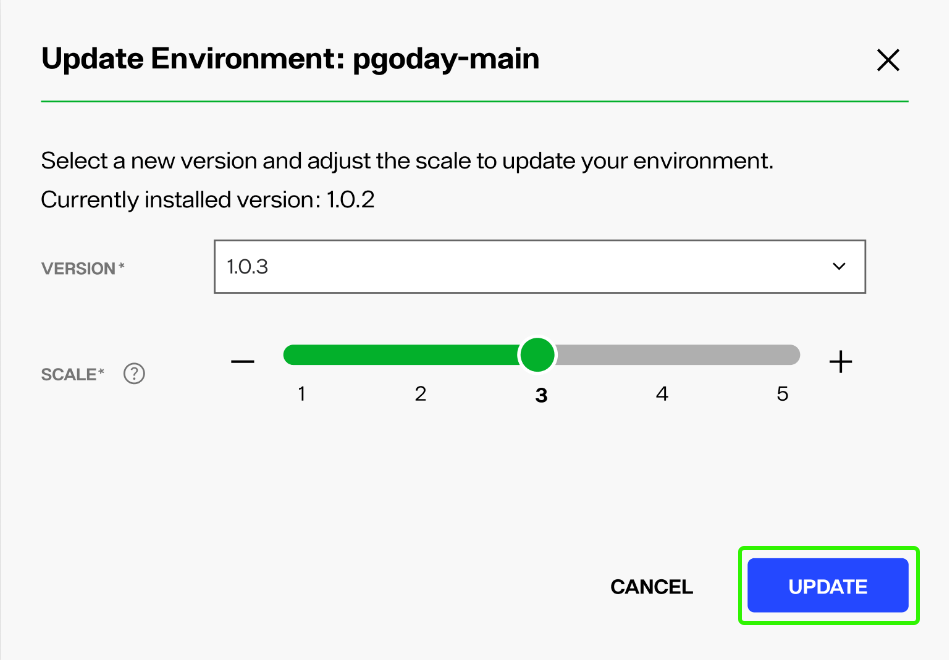 Update Environment: pgoday-main
Select a new version and adjust the scale to update your environment.
Currently installed version: 1.0.2
VERSION*
1.0.3
SCALE* ?
1 2 3 4 5
CANCEL UPDATE